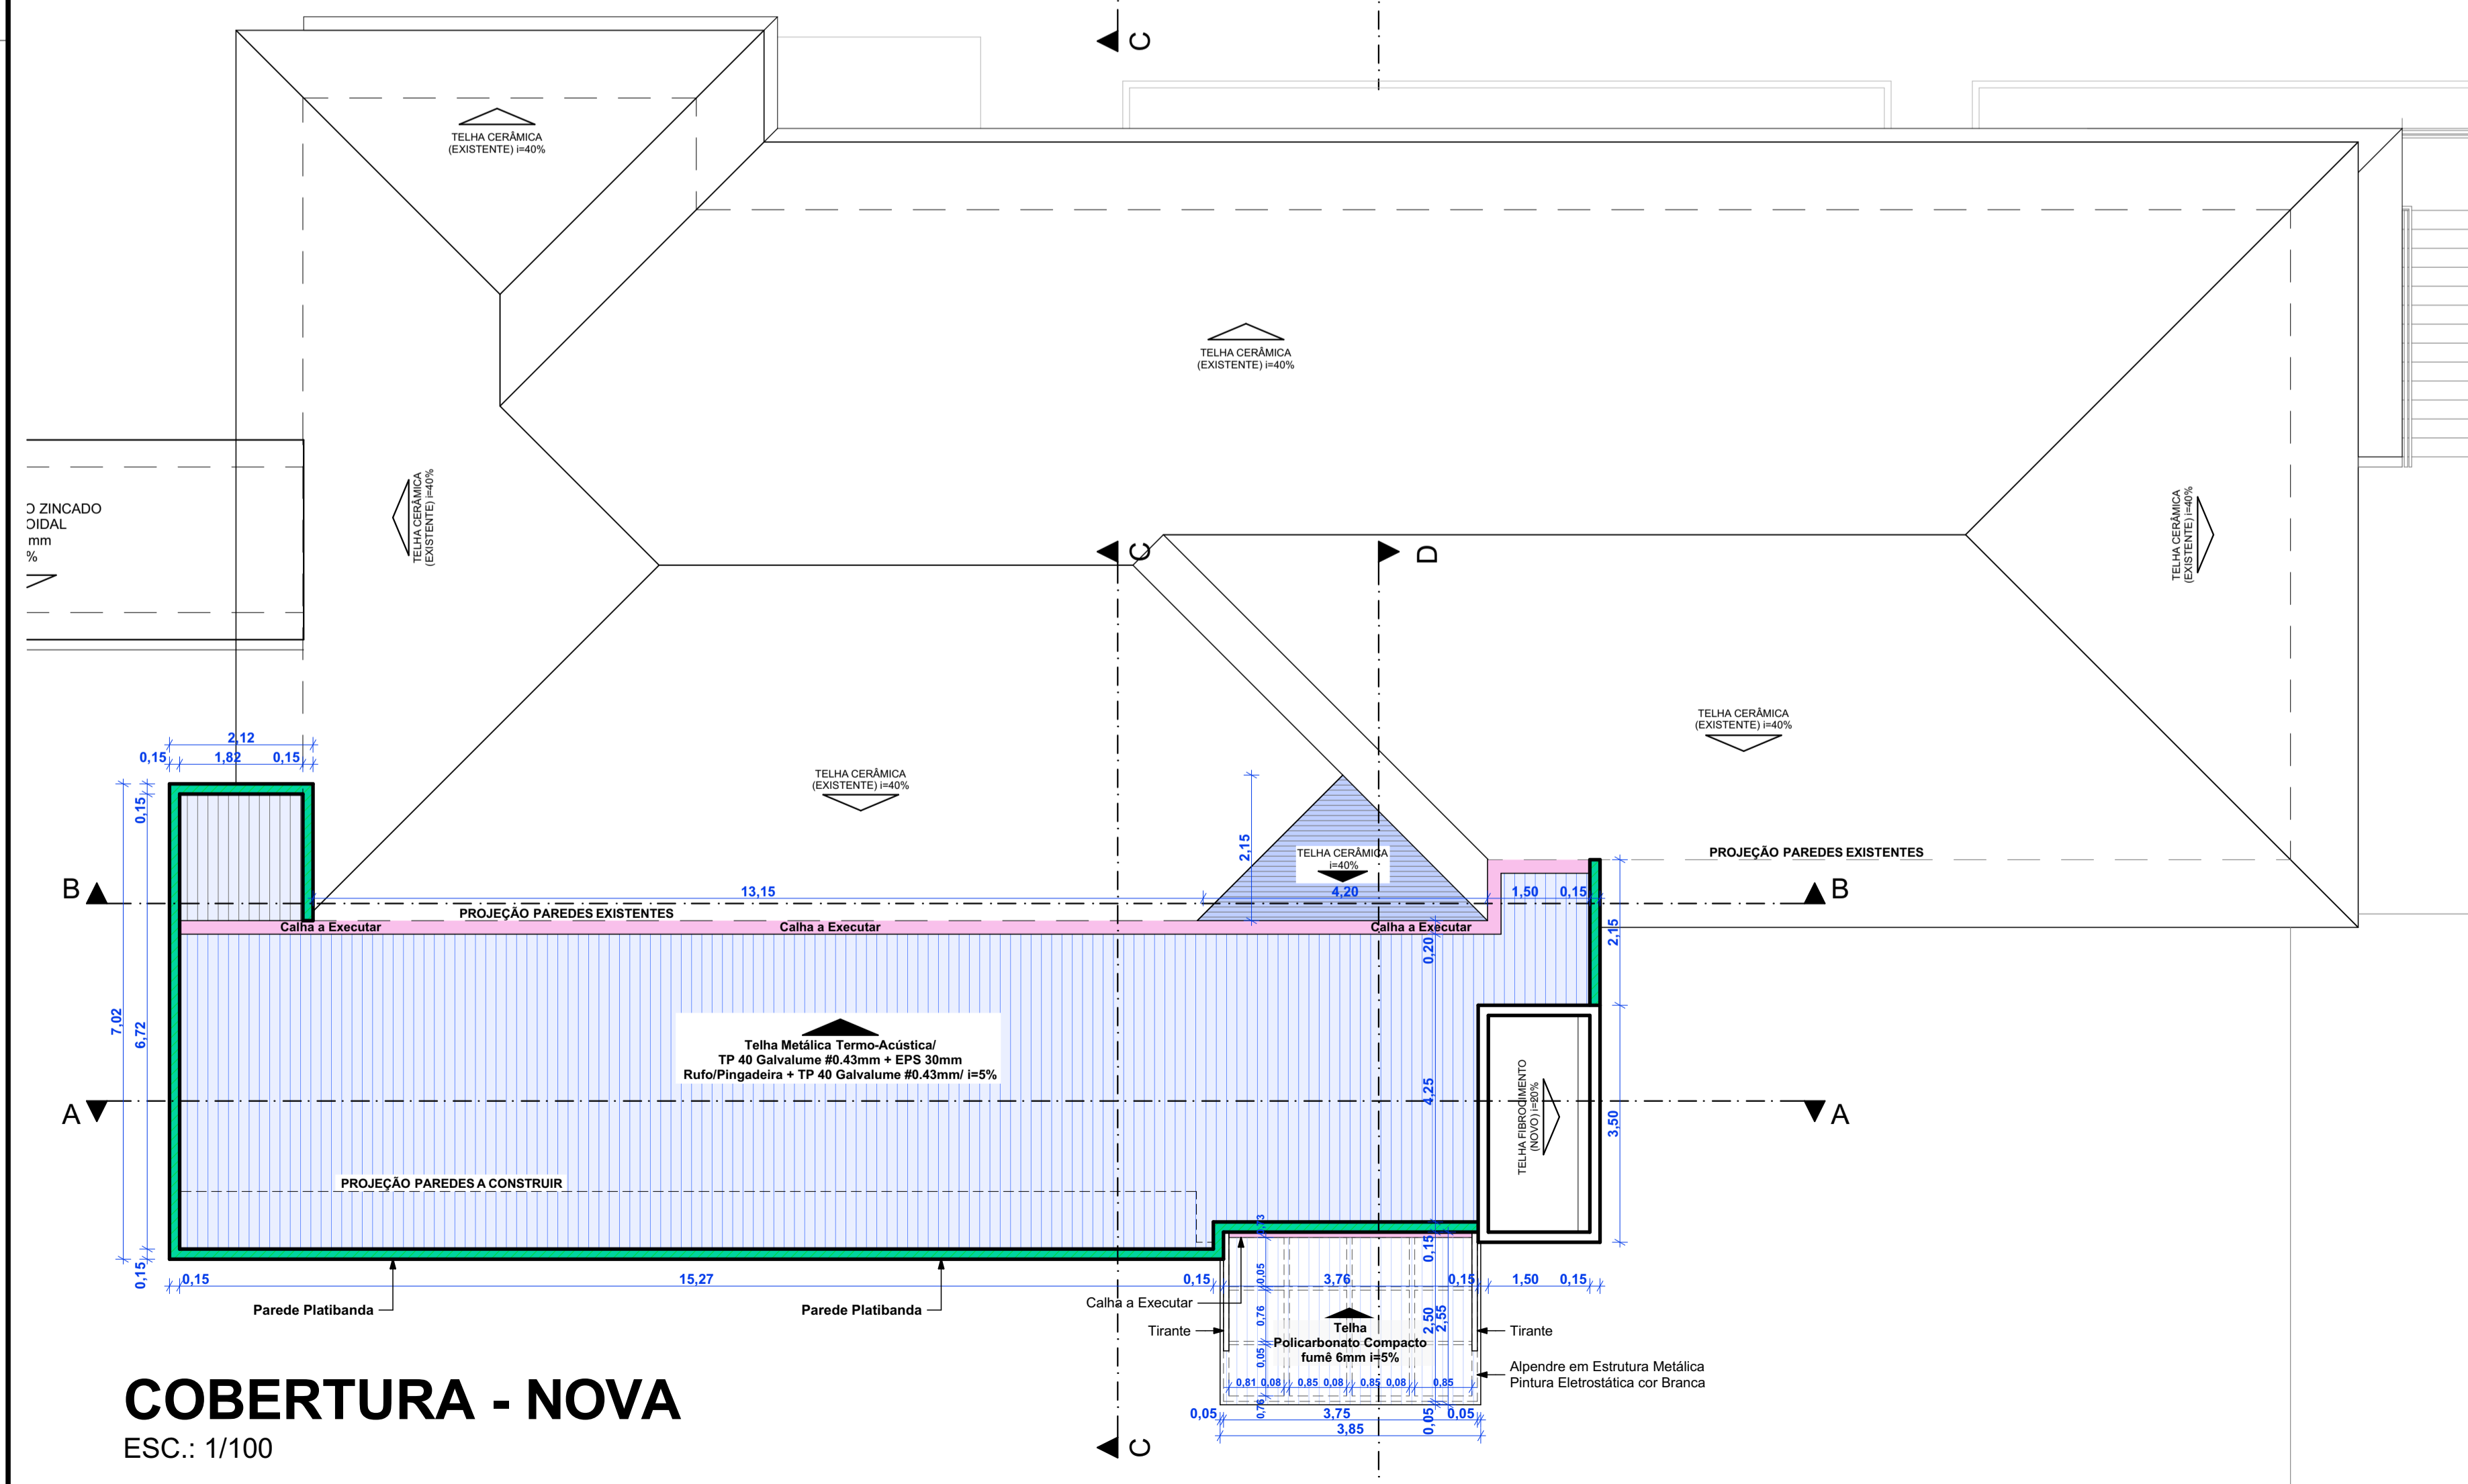 C
TELHA CERÂMICA
(EXISTENTE) i=40%
TELHA CERÂMICA
(EXISTENTE) i=40%
TELHA CERÂMICA
(EXISTENTE) i=40%
TELHA CERÂMICA
(EXISTENTE) i=40%
O ZINCADO
OIDAL
mm
%
C
D
TELHA CERÂMICA
(EXISTENTE) i=40%
TELHA CERÂMICA
(EXISTENTE) i=40%
2,12
0,15
1,82
0,15
0,15
2,15
TELHA CERÂMICA
i=40%
PROJEÇÃO PAREDES EXISTENTES
B
13,15
4,20
1,50
0,15
B
PROJEÇÃO PAREDES EXISTENTES
Calha a Executar
Calha a Executar
Calha a Executar
0,20
2,15
7,02
6,72
Telha Metálica Termo-Acústica/
TP 40 Galvalume #0.43mm + EPS 30mm
Rufo/Pingadeira + TP 40 Galvalume #0.43mm/ i=5%
4,25
TELHA FIBROCIMENTO
(NOVO) i=20%
3,50
A
A
PROJEÇÃO PAREDES A CONSTRUIR
0,15
0,15
0,15
15,27
0,15
3,76
0,15
1,50
0,15
0,05
Parede Platibanda
Parede Platibanda
Calha a Executar
0,76
2,50
2,55
Tirante
Telha
Policarbonato Compacto
fumê 6mm i=5%
Tirante
0,05
Alpendre em Estrutura Metálica
Pintura Eletrostática cor Branca
0,81
0,08
0,85
0,08
0,85
0,08
0,85
0,76
0,05
3,75
0,05
0,05
3,85
COBERTURA - NOVA
ESC.: 1/100
C